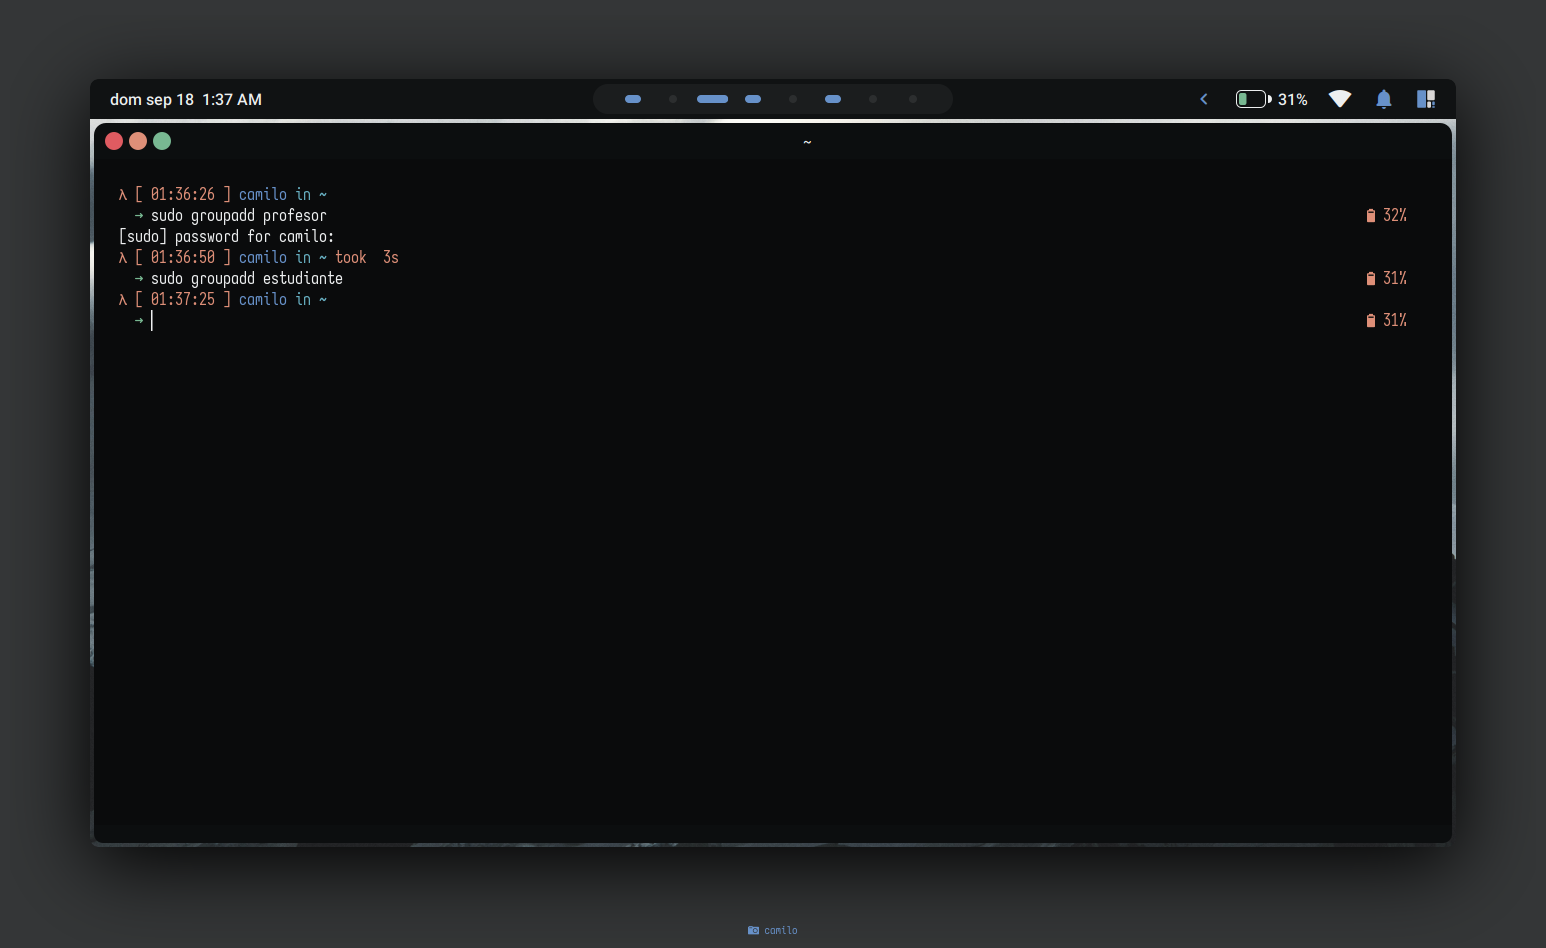 dom sep 18 1:37 AM
31%
~
λ [ 01:36:26 ] camilo in ~
→ sudo groupadd profesor 32%
[sudo] password for camilo:
λ [ 01:36:50 ] camilo in ~ took 3s
→ sudo groupadd estudiante 31%
λ [ 01:37:25 ] camilo in ~
→ 31%
camilo